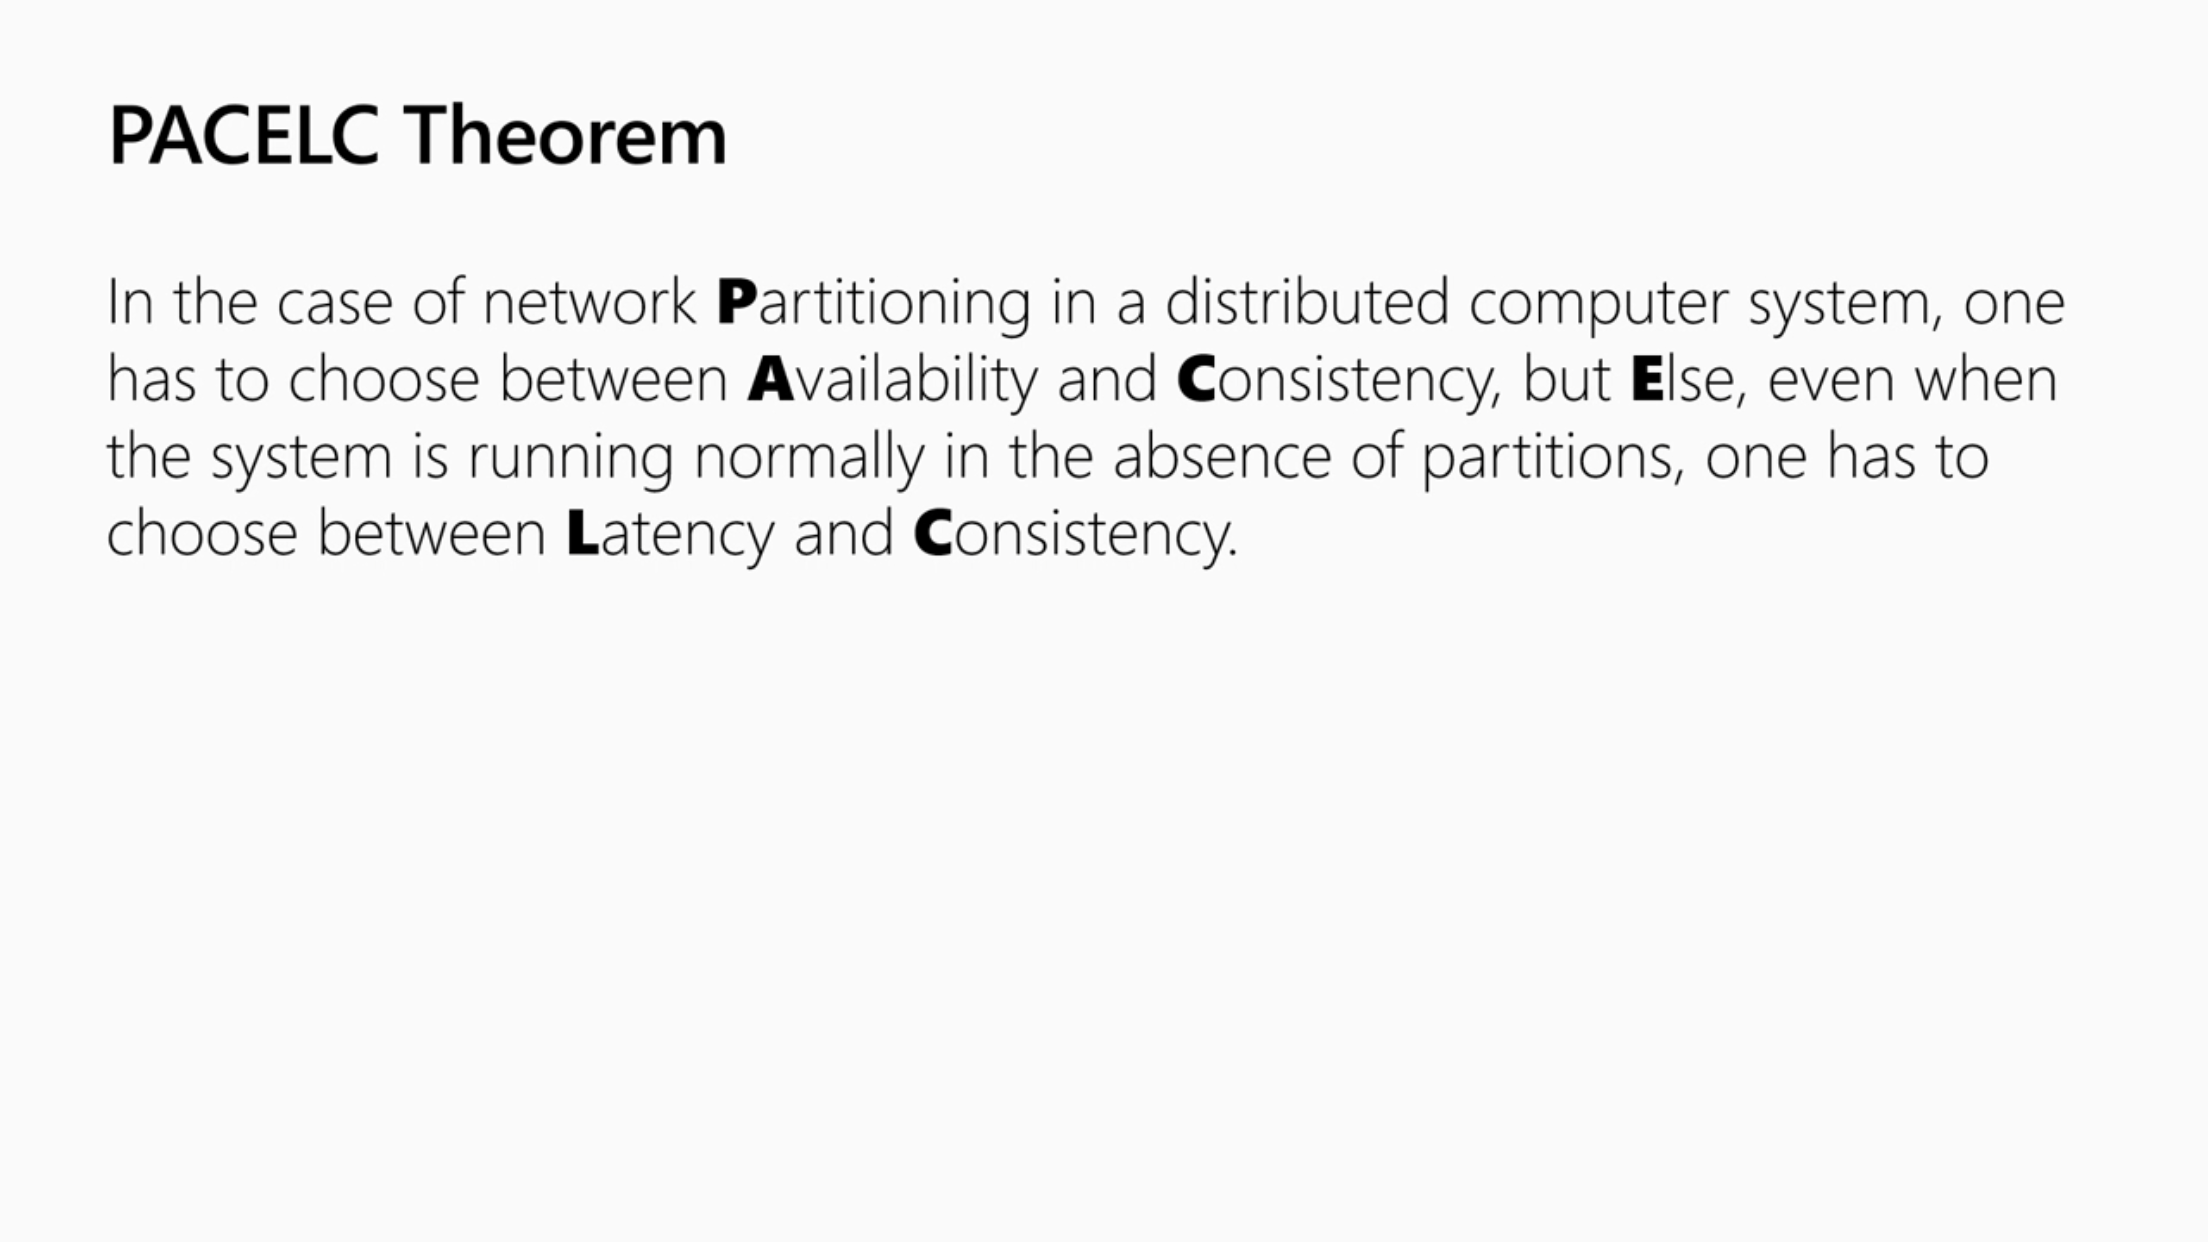 PACELC Theorem
In the case of network Partitioning in a distributed computer system, one
has to choose between Availability and Consistency, but Else, even when
the system is running normally in the absence of partitions, one has to
choose between Latency and Consistency.